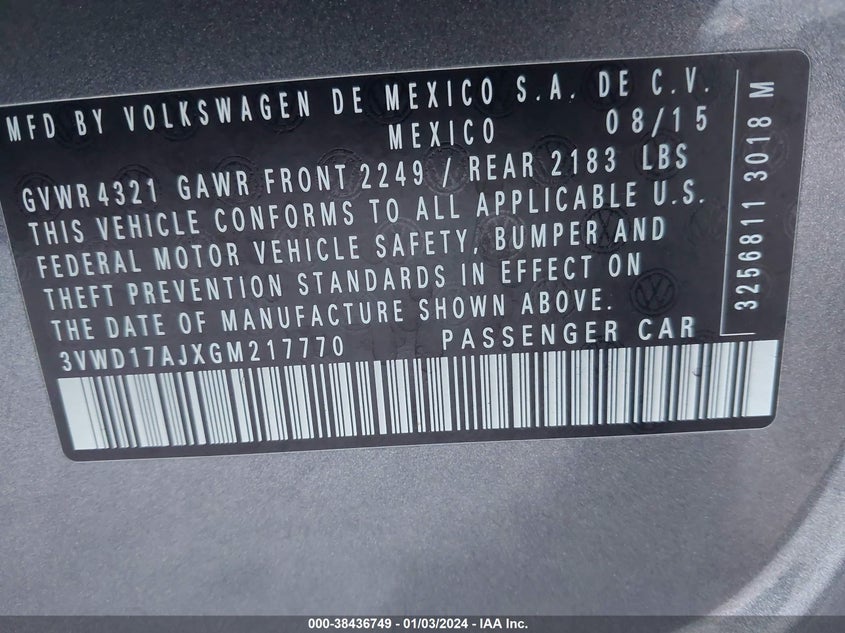 MFD BY VOLKSWAGEN DE MEXICO S.A. DE C.V.
MEXICO 08/15
GVWR 4321 GAWR FRONT 2249 / REAR 2183 LBS
THIS VEHICLE CONFORMS TO ALL APPLICABLE U.S.
FEDERAL MOTOR VEHICLE SAFETY, BUMPER AND
THEFT PREVENTION STANDARDS IN EFFECT ON
THE DATE OF MANUFACTURE SHOWN ABOVE.
3VWD17AJXGM217770 PASSENGER CAR
3256811 3018 M
000-38436749 - 01/03/2024 - IAA Inc.